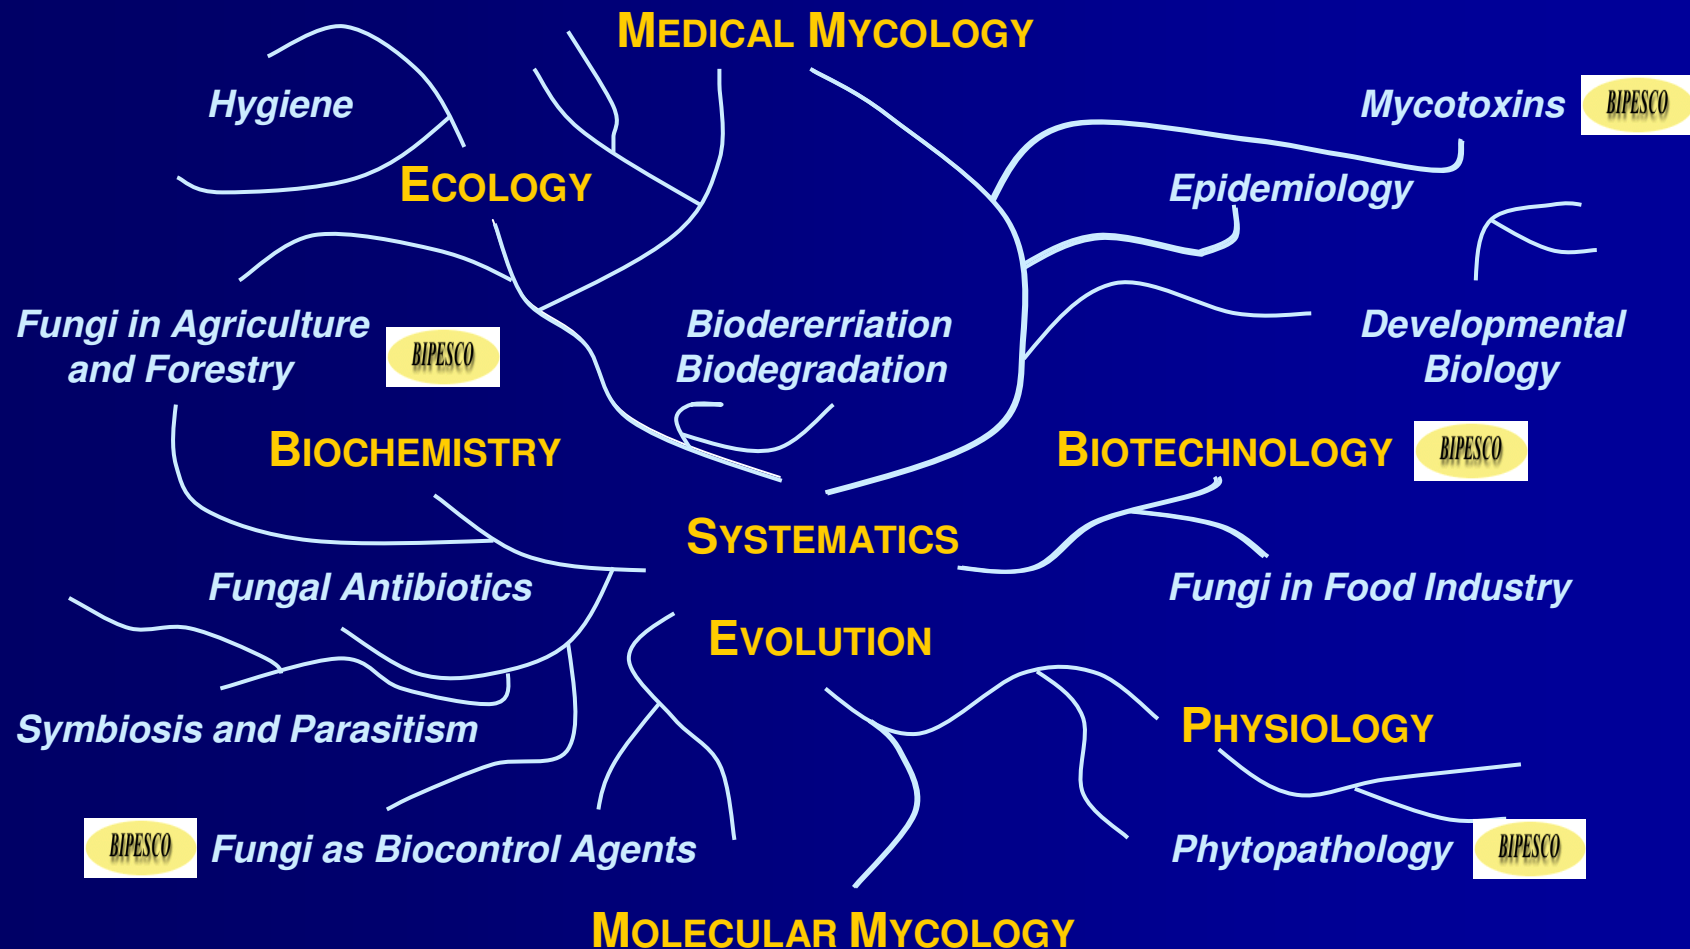 MEDICAL MYCOLOGY
Hygiene
Mycotoxins
BIPESCO
ECOLOGY
Epidemiology
Fungi in Agriculture
and Forestry
BIPESCO
Biodererriation
Biodegradation
Developmental
Biology
BIOCHEMISTRY
BIOTECHNOLOGY
BIPESCO
SYSTEMATICS
Fungal Antibiotics
Fungi in Food Industry
EVOLUTION
Symbiosis and Parasitism
PHYSIOLOGY
BIPESCO
Fungi as Biocontrol Agents
Phytopathology
BIPESCO
MOLECULAR MYCOLOGY